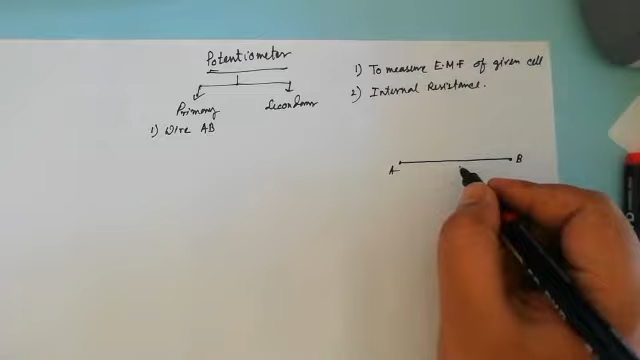 Potentiometer
Primary
Secondary
1) Wire AB
1) To measure E.M.F of given cell
2) Internal Resistance.
A
B